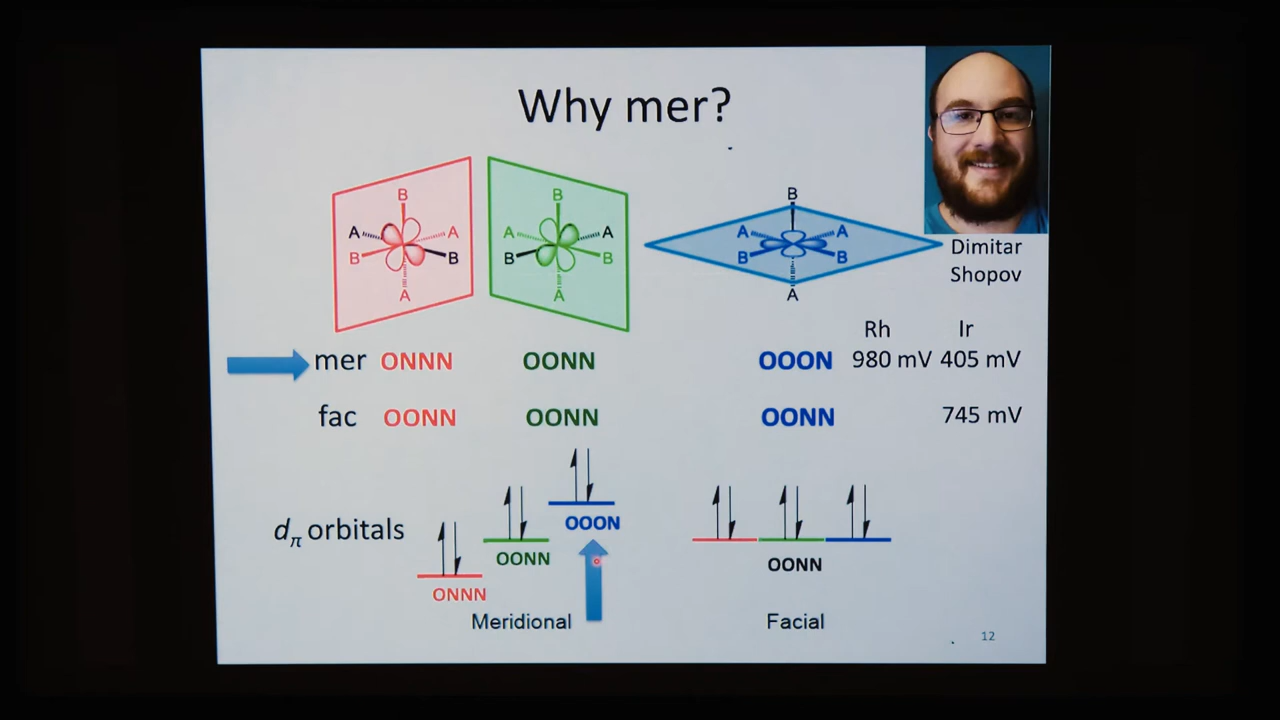 Why mer?
B
A A
B B
A
B
A A
B B
A
B
A A
B B
A
Dimitar
Shopov
Rh Ir
mer ONNN OONN OOON 980 mV 405 mV
fac OONN OONN OONN 745 mV
dπ orbitals
ONNN
OONN
OOON
OONN
Meridional Facial
12